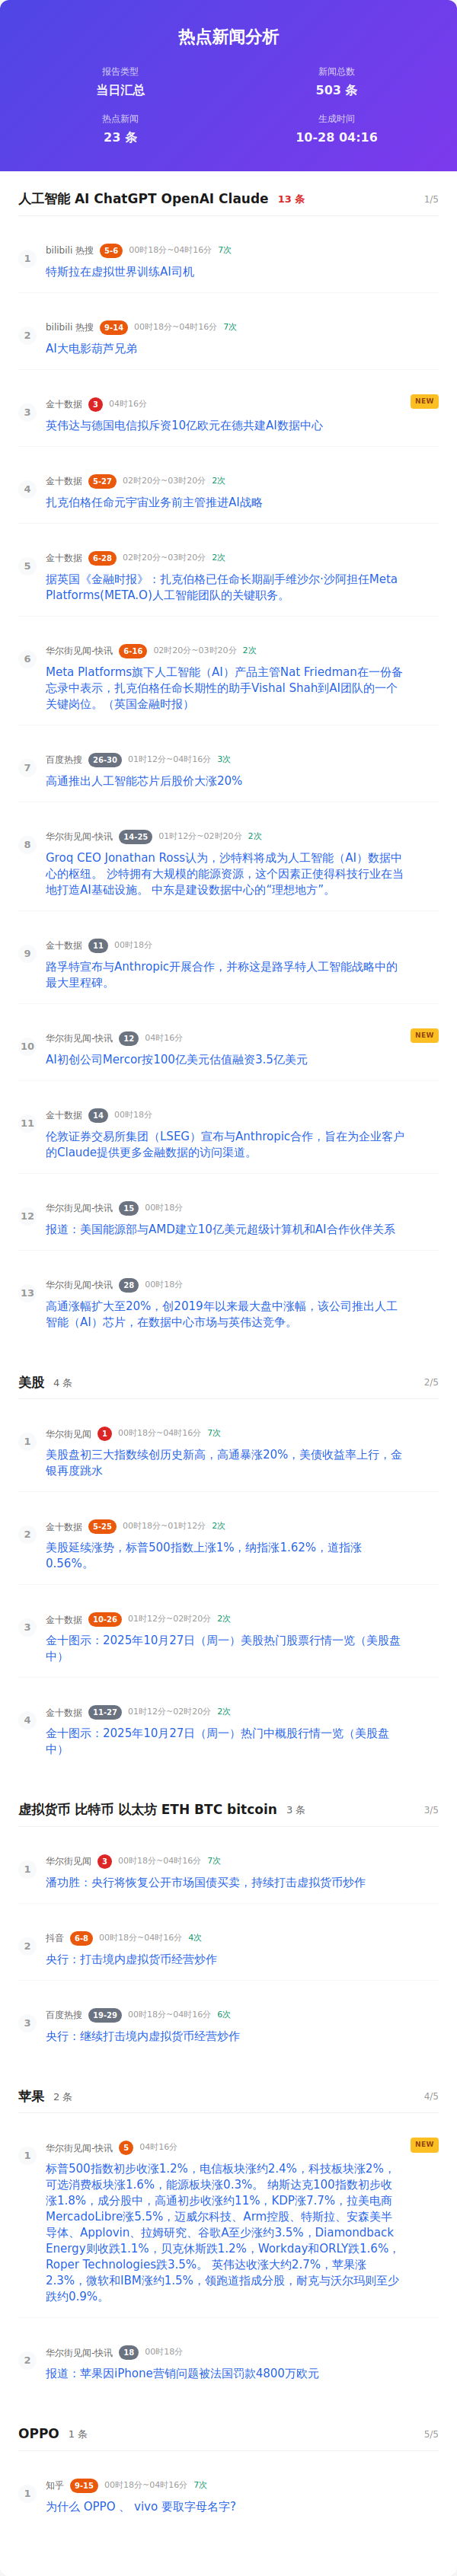 热点新闻分析
报告类型
当日汇总
新闻总数
503 条
热点新闻
23 条
生成时间
10-28 04:16
人工智能 AI ChatGPT OpenAI Claude 13 条 1/5
1
bilibili 热搜 5-6 00时18分~04时16分 7次
特斯拉在虚拟世界训练AI司机
2
bilibili 热搜 9-14 00时18分~04时16分 7次
AI大电影葫芦兄弟
3
金十数据 3 04时16分 NEW
英伟达与德国电信拟斥资10亿欧元在德共建AI数据中心
4
金十数据 5-27 02时20分~03时20分 2次
扎克伯格任命元宇宙业务前主管推进AI战略
5
金十数据 6-28 02时20分~03时20分 2次
据英国《金融时报》：扎克伯格已任命长期副手维沙尔·沙阿担任Meta
Platforms(META.O)人工智能团队的关键职务。
6
华尔街见闻-快讯 6-16 02时20分~03时20分 2次
Meta Platforms旗下人工智能（AI）产品主管Nat Friedman在一份备
忘录中表示，扎克伯格任命长期性的助手Vishal Shah到AI团队的一个
关键岗位。（英国金融时报）
7
百度热搜 26-30 01时12分~04时16分 3次
高通推出人工智能芯片后股价大涨20%
8
华尔街见闻-快讯 14-25 01时12分~02时20分 2次
Groq CEO Jonathan Ross认为，沙特料将成为人工智能（AI）数据中
心的枢纽。 沙特拥有大规模的能源资源，这个因素正使得科技行业在当
地打造AI基础设施。 中东是建设数据中心的“理想地方”。
9
金十数据 11 00时18分
路孚特宣布与Anthropic开展合作，并称这是路孚特人工智能战略中的
最大里程碑。
10
华尔街见闻-快讯 12 04时16分 NEW
AI初创公司Mercor按100亿美元估值融资3.5亿美元
11
金十数据 14 00时18分
伦敦证券交易所集团（LSEG）宣布与Anthropic合作，旨在为企业客户
的Claude提供更多金融数据的访问渠道。
12
华尔街见闻-快讯 15 00时18分
报道：美国能源部与AMD建立10亿美元超级计算机和AI合作伙伴关系
13
华尔街见闻-快讯 28 00时18分
高通涨幅扩大至20%，创2019年以来最大盘中涨幅，该公司推出人工
智能（AI）芯片，在数据中心市场与英伟达竞争。
美股 4 条 2/5
1
华尔街见闻 1 00时18分~04时16分 7次
美股盘初三大指数续创历史新高，高通暴涨20%，美债收益率上行，金
银再度跳水
2
金十数据 5-25 00时18分~01时12分 2次
美股延续涨势，标普500指数上涨1%，纳指涨1.62%，道指涨
0.56%。
3
金十数据 10-26 01时12分~02时20分 2次
金十图示：2025年10月27日（周一）美股热门股票行情一览（美股盘
中）
4
金十数据 11-27 01时12分~02时20分 2次
金十图示：2025年10月27日（周一）热门中概股行情一览（美股盘
中）
虚拟货币 比特币 以太坊 ETH BTC bitcoin 3 条 3/5
1
华尔街见闻 3 00时18分~04时16分 7次
潘功胜：央行将恢复公开市场国债买卖，持续打击虚拟货币炒作
2
抖音 6-8 00时18分~04时16分 4次
央行：打击境内虚拟货币经营炒作
3
百度热搜 19-29 00时18分~04时16分 6次
央行：继续打击境内虚拟货币经营炒作
苹果 2 条 4/5
1
华尔街见闻-快讯 5 04时16分 NEW
标普500指数初步收涨1.2%，电信板块涨约2.4%，科技板块涨2%，
可选消费板块涨1.6%，能源板块涨0.3%。 纳斯达克100指数初步收
涨1.8%，成分股中，高通初步收涨约11%，KDP涨7.7%，拉美电商
MercadoLibre涨5.5%，迈威尔科技、Arm控股、特斯拉、安森美半
导体、Applovin、拉姆研究、谷歌A至少涨约3.5%，Diamondback
Energy则收跌1.1%，贝克休斯跌1.2%，Workday和ORLY跌1.6%，
Roper Technologies跌3.5%。 英伟达收涨大约2.7%，苹果涨
2.3%，微软和IBM涨约1.5%，领跑道指成分股，耐克与沃尔玛则至少
跌约0.9%。
2
华尔街见闻-快讯 18 00时18分
报道：苹果因iPhone营销问题被法国罚款4800万欧元
OPPO 1 条 5/5
1
知乎 9-15 00时18分~04时16分 7次
为什么 OPPO 、 vivo 要取字母名字?